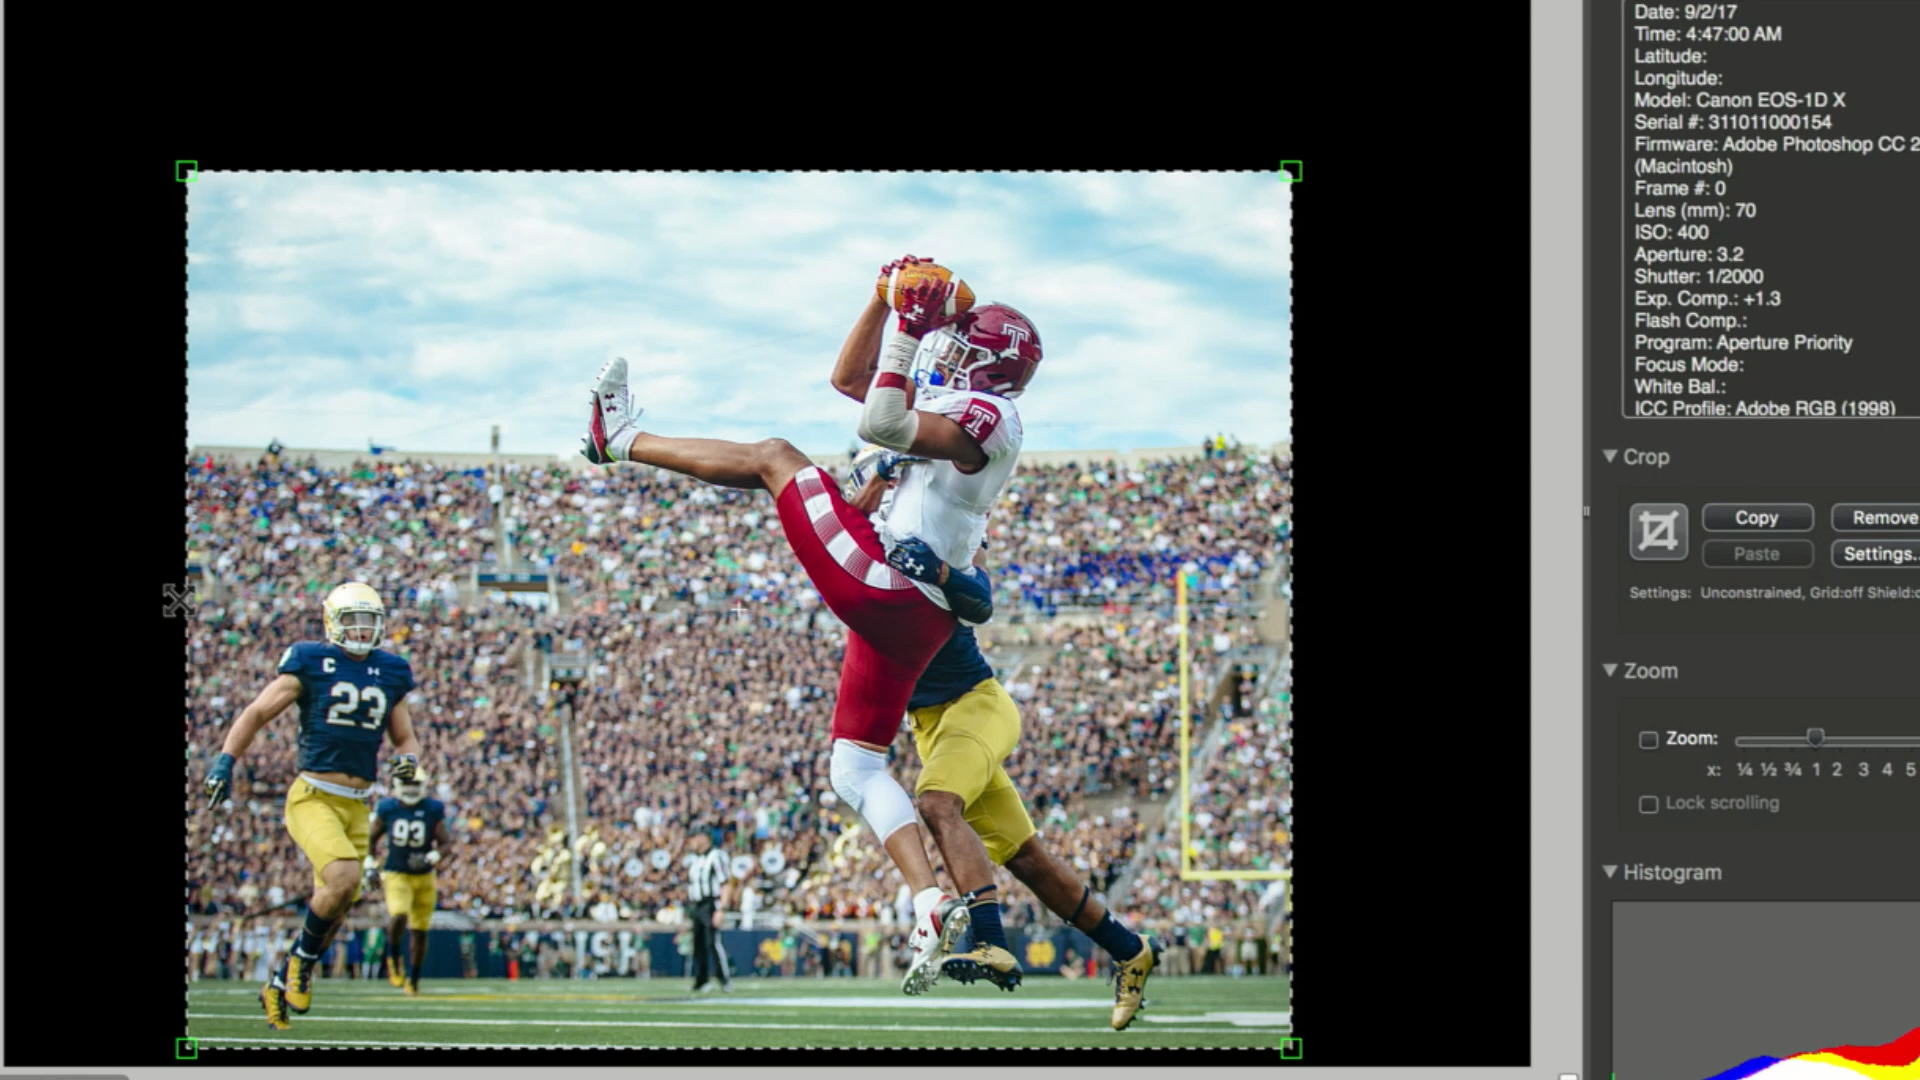 Date: 9/2/17
Time: 4:47:00 AM
Latitude:
Longitude:
Model: Canon EOS-1D X
Serial #: 311011000154
Firmware: Adobe Photoshop CC 2
(Macintosh)
Frame #: 0
Lens (mm): 70
ISO: 400
Aperture: 3.2
Shutter: 1/2000
Exp. Comp.: +1.3
Flash Comp.:
Program: Aperture Priority
Focus Mode:
White Bal.:
ICC Profile: Adobe RGB (1998)
Crop
Copy Remove
Paste Settings..
Settings: Unconstrained, Grid:off Shield:o
Zoom
Zoom:
x: ¼ ½ ¾ 1 2 3 4 5
Lock scrolling
Histogram
T
T
C
23
93
ISH